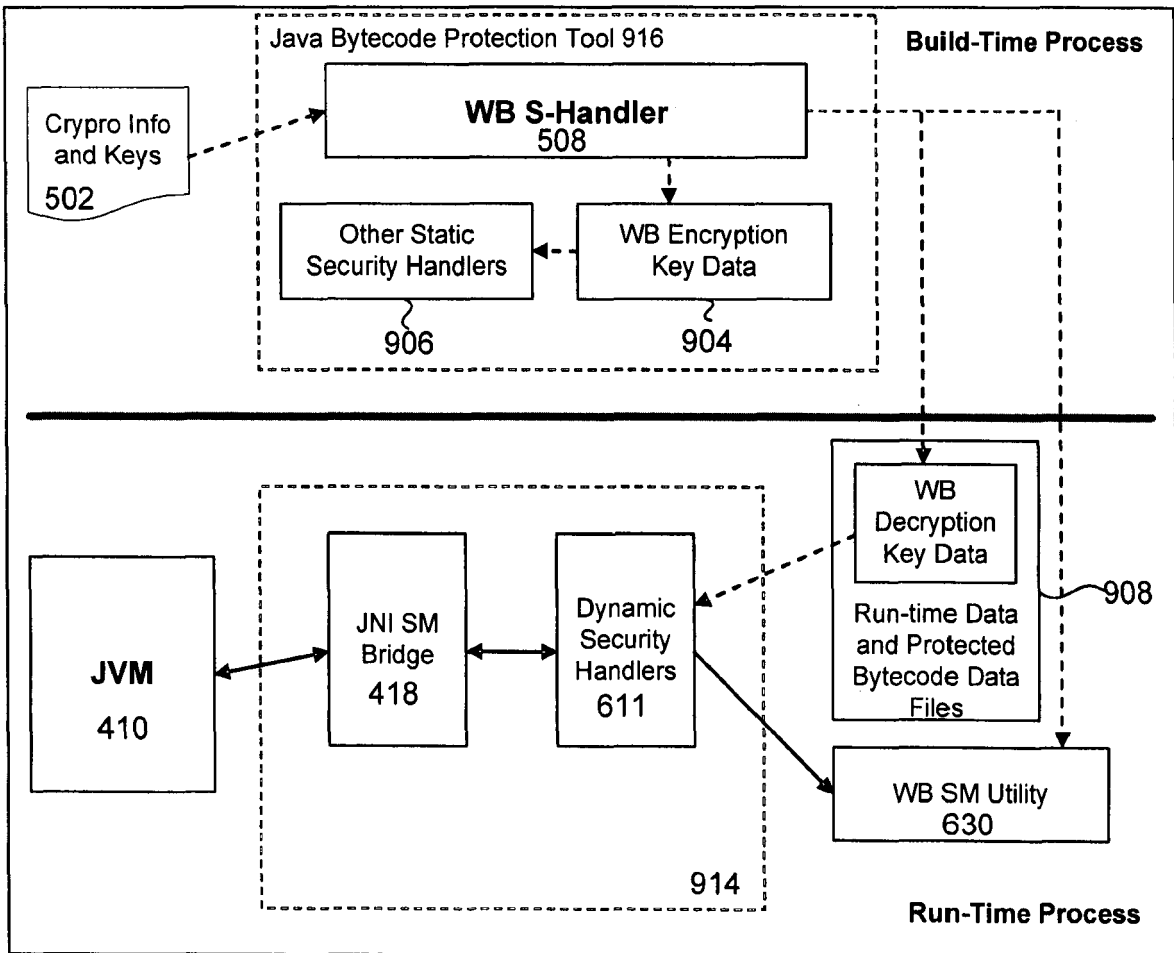 Java Bytecode Protection Tool 916
Build-Time Process
Crypro Info
and Keys
502
WB S-Handler
508
Other Static
Security Handlers
906
WB Encryption
Key Data
904
WB
Decryption
Key Data
Run-time Data
and Protected
Bytecode Data
Files
908
JVM
410
JNI SM
Bridge
418
Dynamic
Security
Handlers
611
WB SM Utility
630
914
Run-Time Process